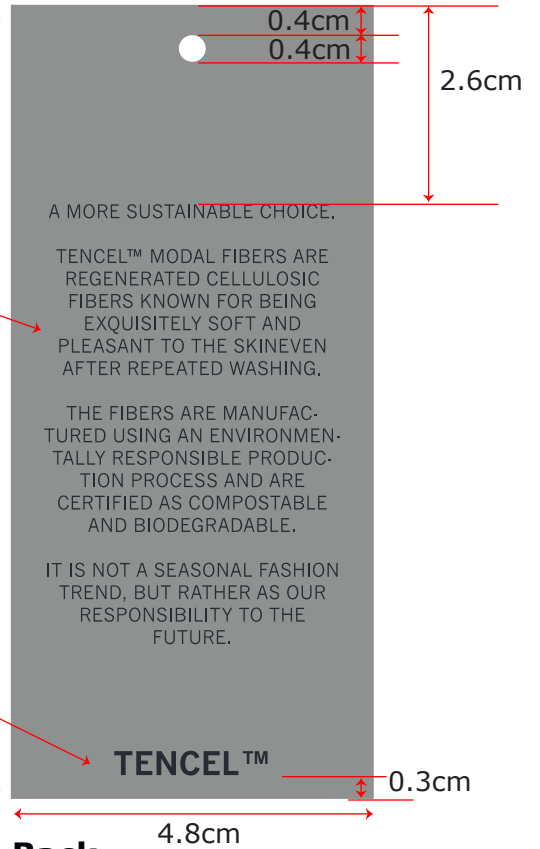 0.4cm
0.4cm
2.6cm
A MORE SUSTAINABLE CHOICE.
TENCEL™ MODAL FIBERS ARE
REGENERATED CELLULOSIC
FIBERS KNOWN FOR BEING
EXQUISITELY SOFT AND
PLEASANT TO THE SKINEVEN
AFTER REPEATED WASHING.
THE FIBERS ARE MANUFAC-
TURED USING AN ENVIRONMEN-
TALLY RESPONSIBLE PRODUC-
TION PROCESS AND ARE
CERTIFIED AS COMPOSTABLE
AND BIODEGRADABLE.
IT IS NOT A SEASONAL FASHION
TREND, BUT RATHER AS OUR
RESPONSIBILITY TO THE
FUTURE.
TENCEL™
0.3cm
4.8cm
Back